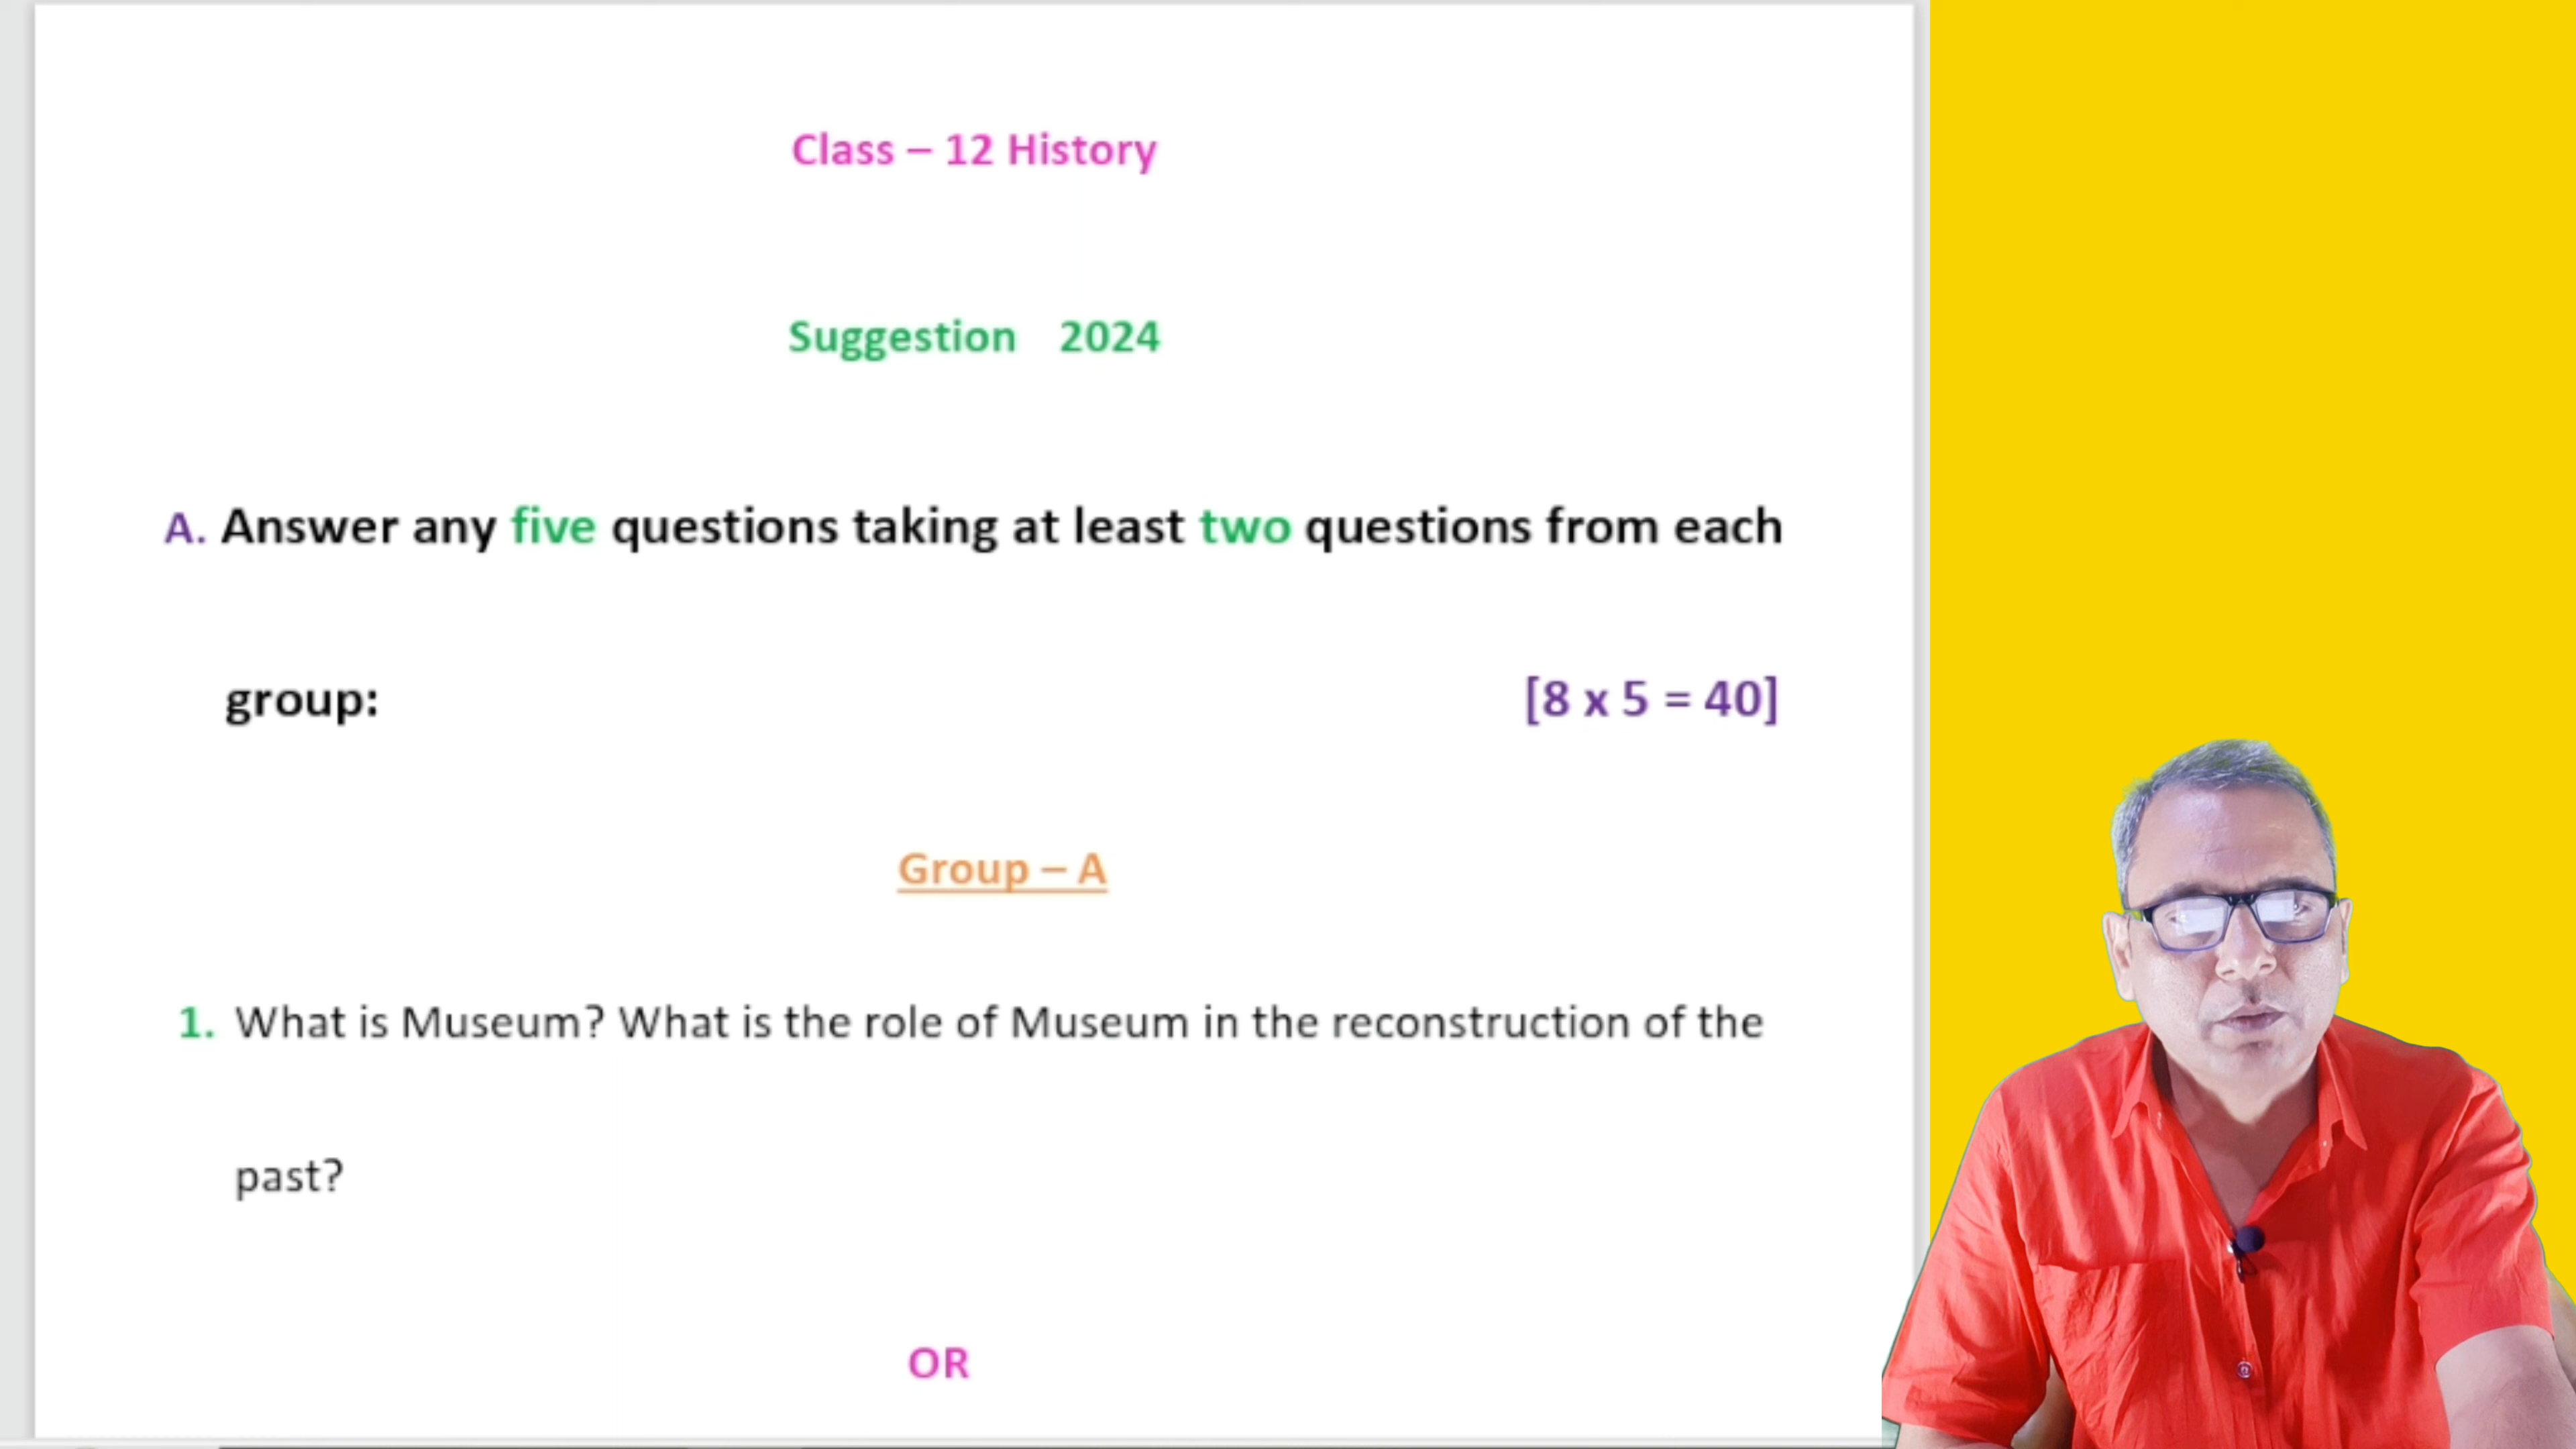 Class – 12 History
Suggestion 2024
A. Answer any five questions taking at least two questions from each
group: [8 x 5 = 40]
Group – A
1. What is Museum? What is the role of Museum in the reconstruction of the
past?
OR